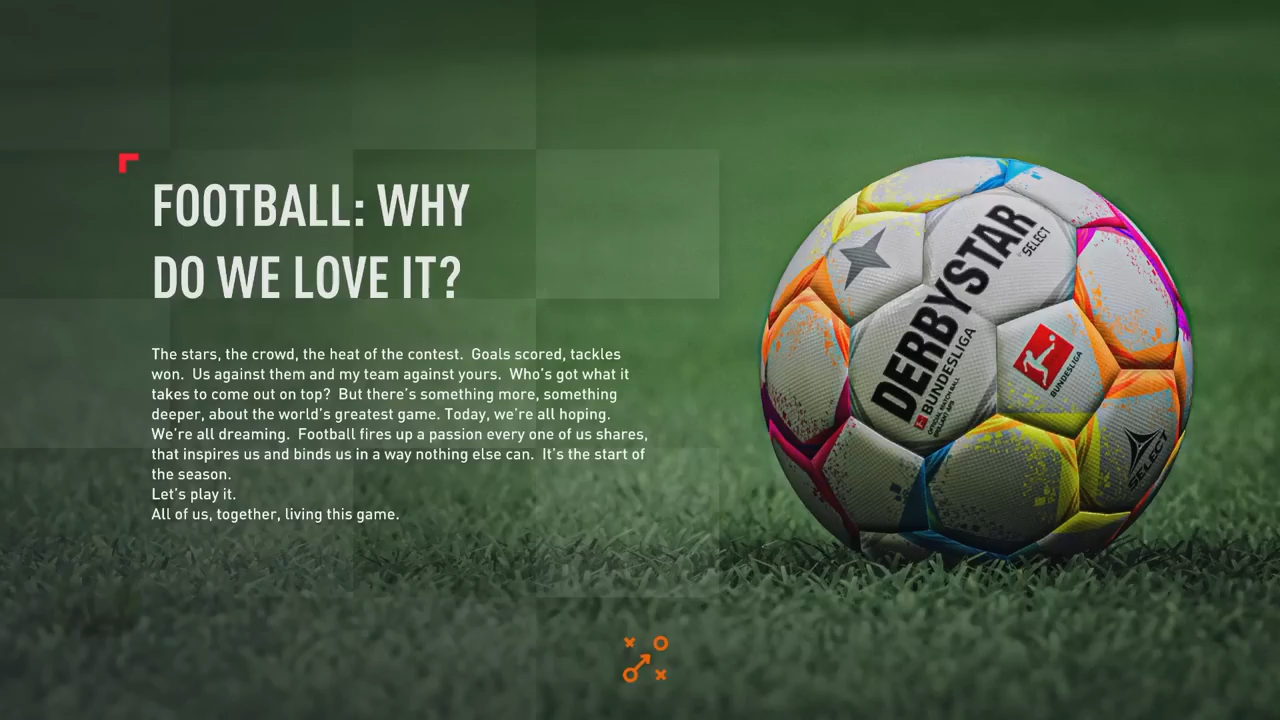 FOOTBALL: WHY
DO WE LOVE IT?
The stars, the crowd, the heat of the contest.  Goals scored, tackles
won.  Us against them and my team against yours.  Who's got what it
takes to come out on top?  But there's something more, something
deeper, about the world's greatest game. Today, we're all hoping.
We're all dreaming.  Football fires up a passion every one of us shares,
that inspires us and binds us in a way nothing else can.  It's the start of
the season.
Let's play it.
All of us, together, living this game.
DERBYSTAR
SELECT
BUNDESLIGA
OFFICIAL MATCH BALL
BRILLANT APS
BUNDESLIGA
SELECT